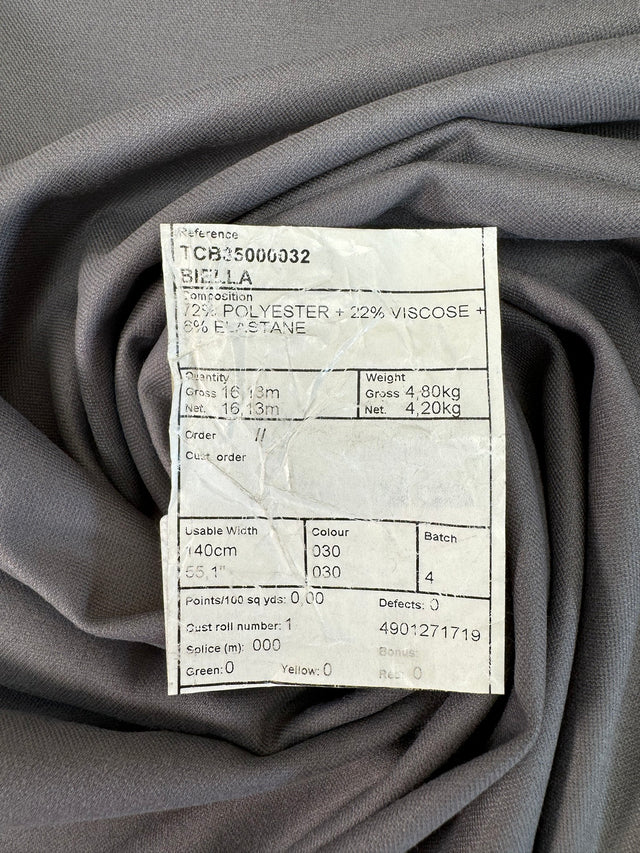 Reference
TCB35000032
BIELLA
Composition
72% POLYESTER + 22% VISCOSE +
6% ELASTANE
Quantity
Gross 16,13m
Net. 16,13m
Weight
Gross 4,80kg
Net. 4,20kg
Order //
Cust. order
Usable Width
140cm
55,1"
Colour
030
030
Batch
4
Points/100 sq yds: 0,00 Defects: 0
Cust roll number: 1 4901271719
Splice (m): 000 Bonus:
Green: 0 Yellow: 0 Red: 0